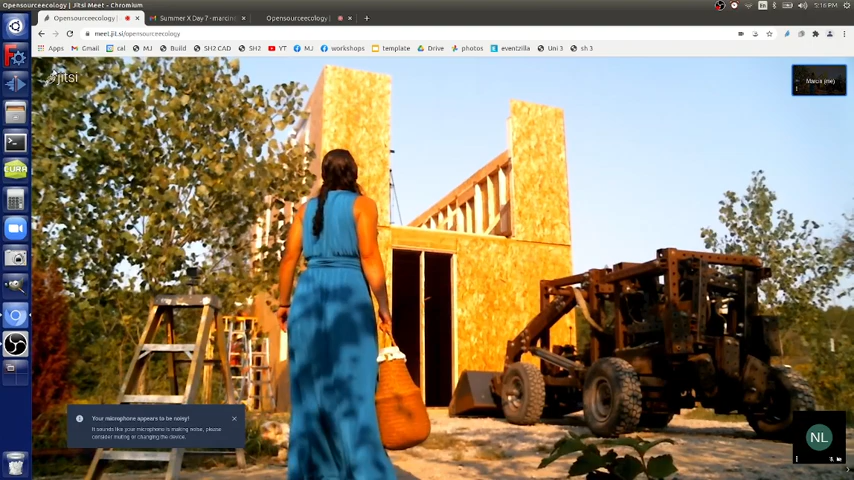 Opensourceecology | Jitsi Meet - Chromium
En
5:16 PM
Opensourceecology
Summer X Day 7 - marcin
Opensourceecology
meet.jit.si/opensourceecology
Apps
Gmail
cal
MJ
Build
SH2 CAD
SH2
YT
MJ
workshops
template
Drive
photos
eventzilla
Uni 3
sh 3
jitsi
CURA
Your microphone appears to be noisy!
It sounds like your microphone is making noise, please
consider muting or changing the device.
NL